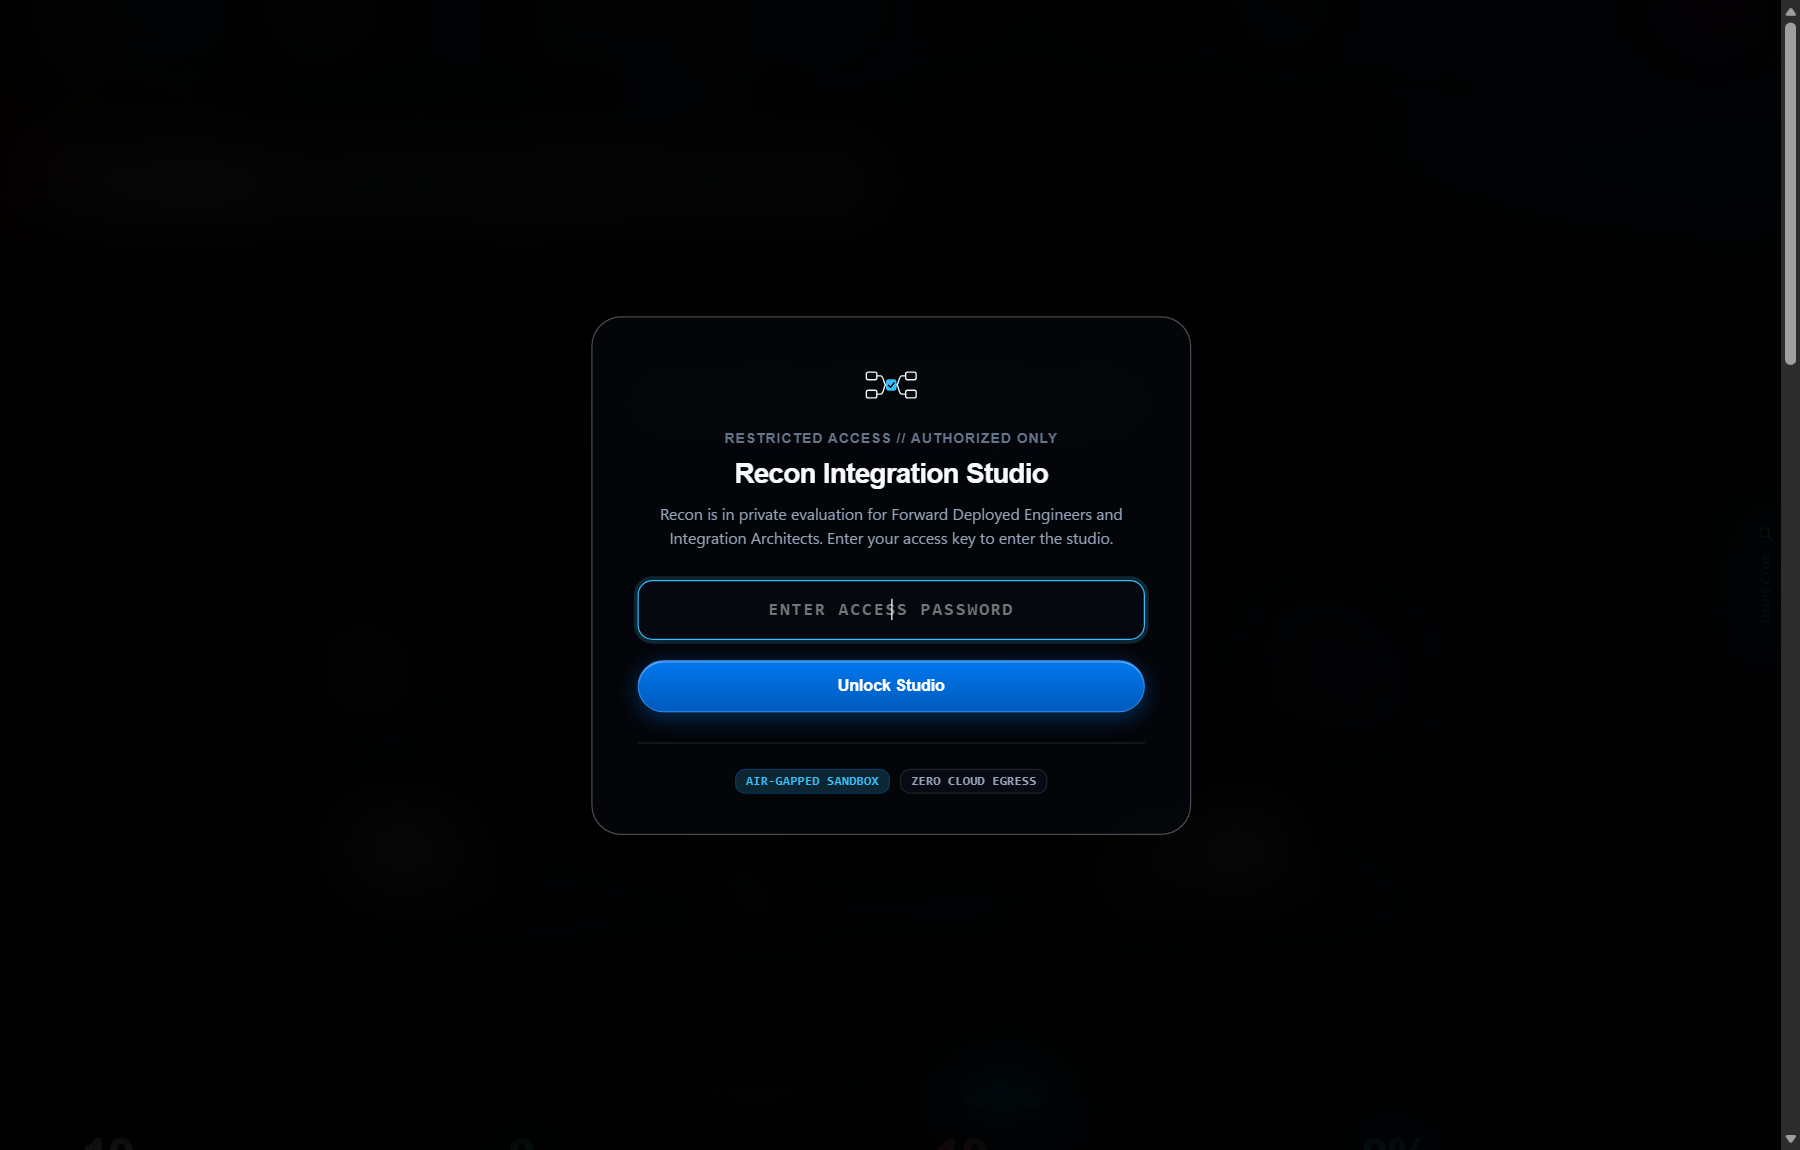 RESTRICTED ACCESS // AUTHORIZED ONLY
Recon Integration Studio
Recon is in private evaluation for Forward Deployed Engineers and
Integration Architects. Enter your access key to enter the studio.
ENTER ACCESS PASSWORD
Unlock Studio
AIR-GAPPED SANDBOX
ZERO CLOUD EGRESS